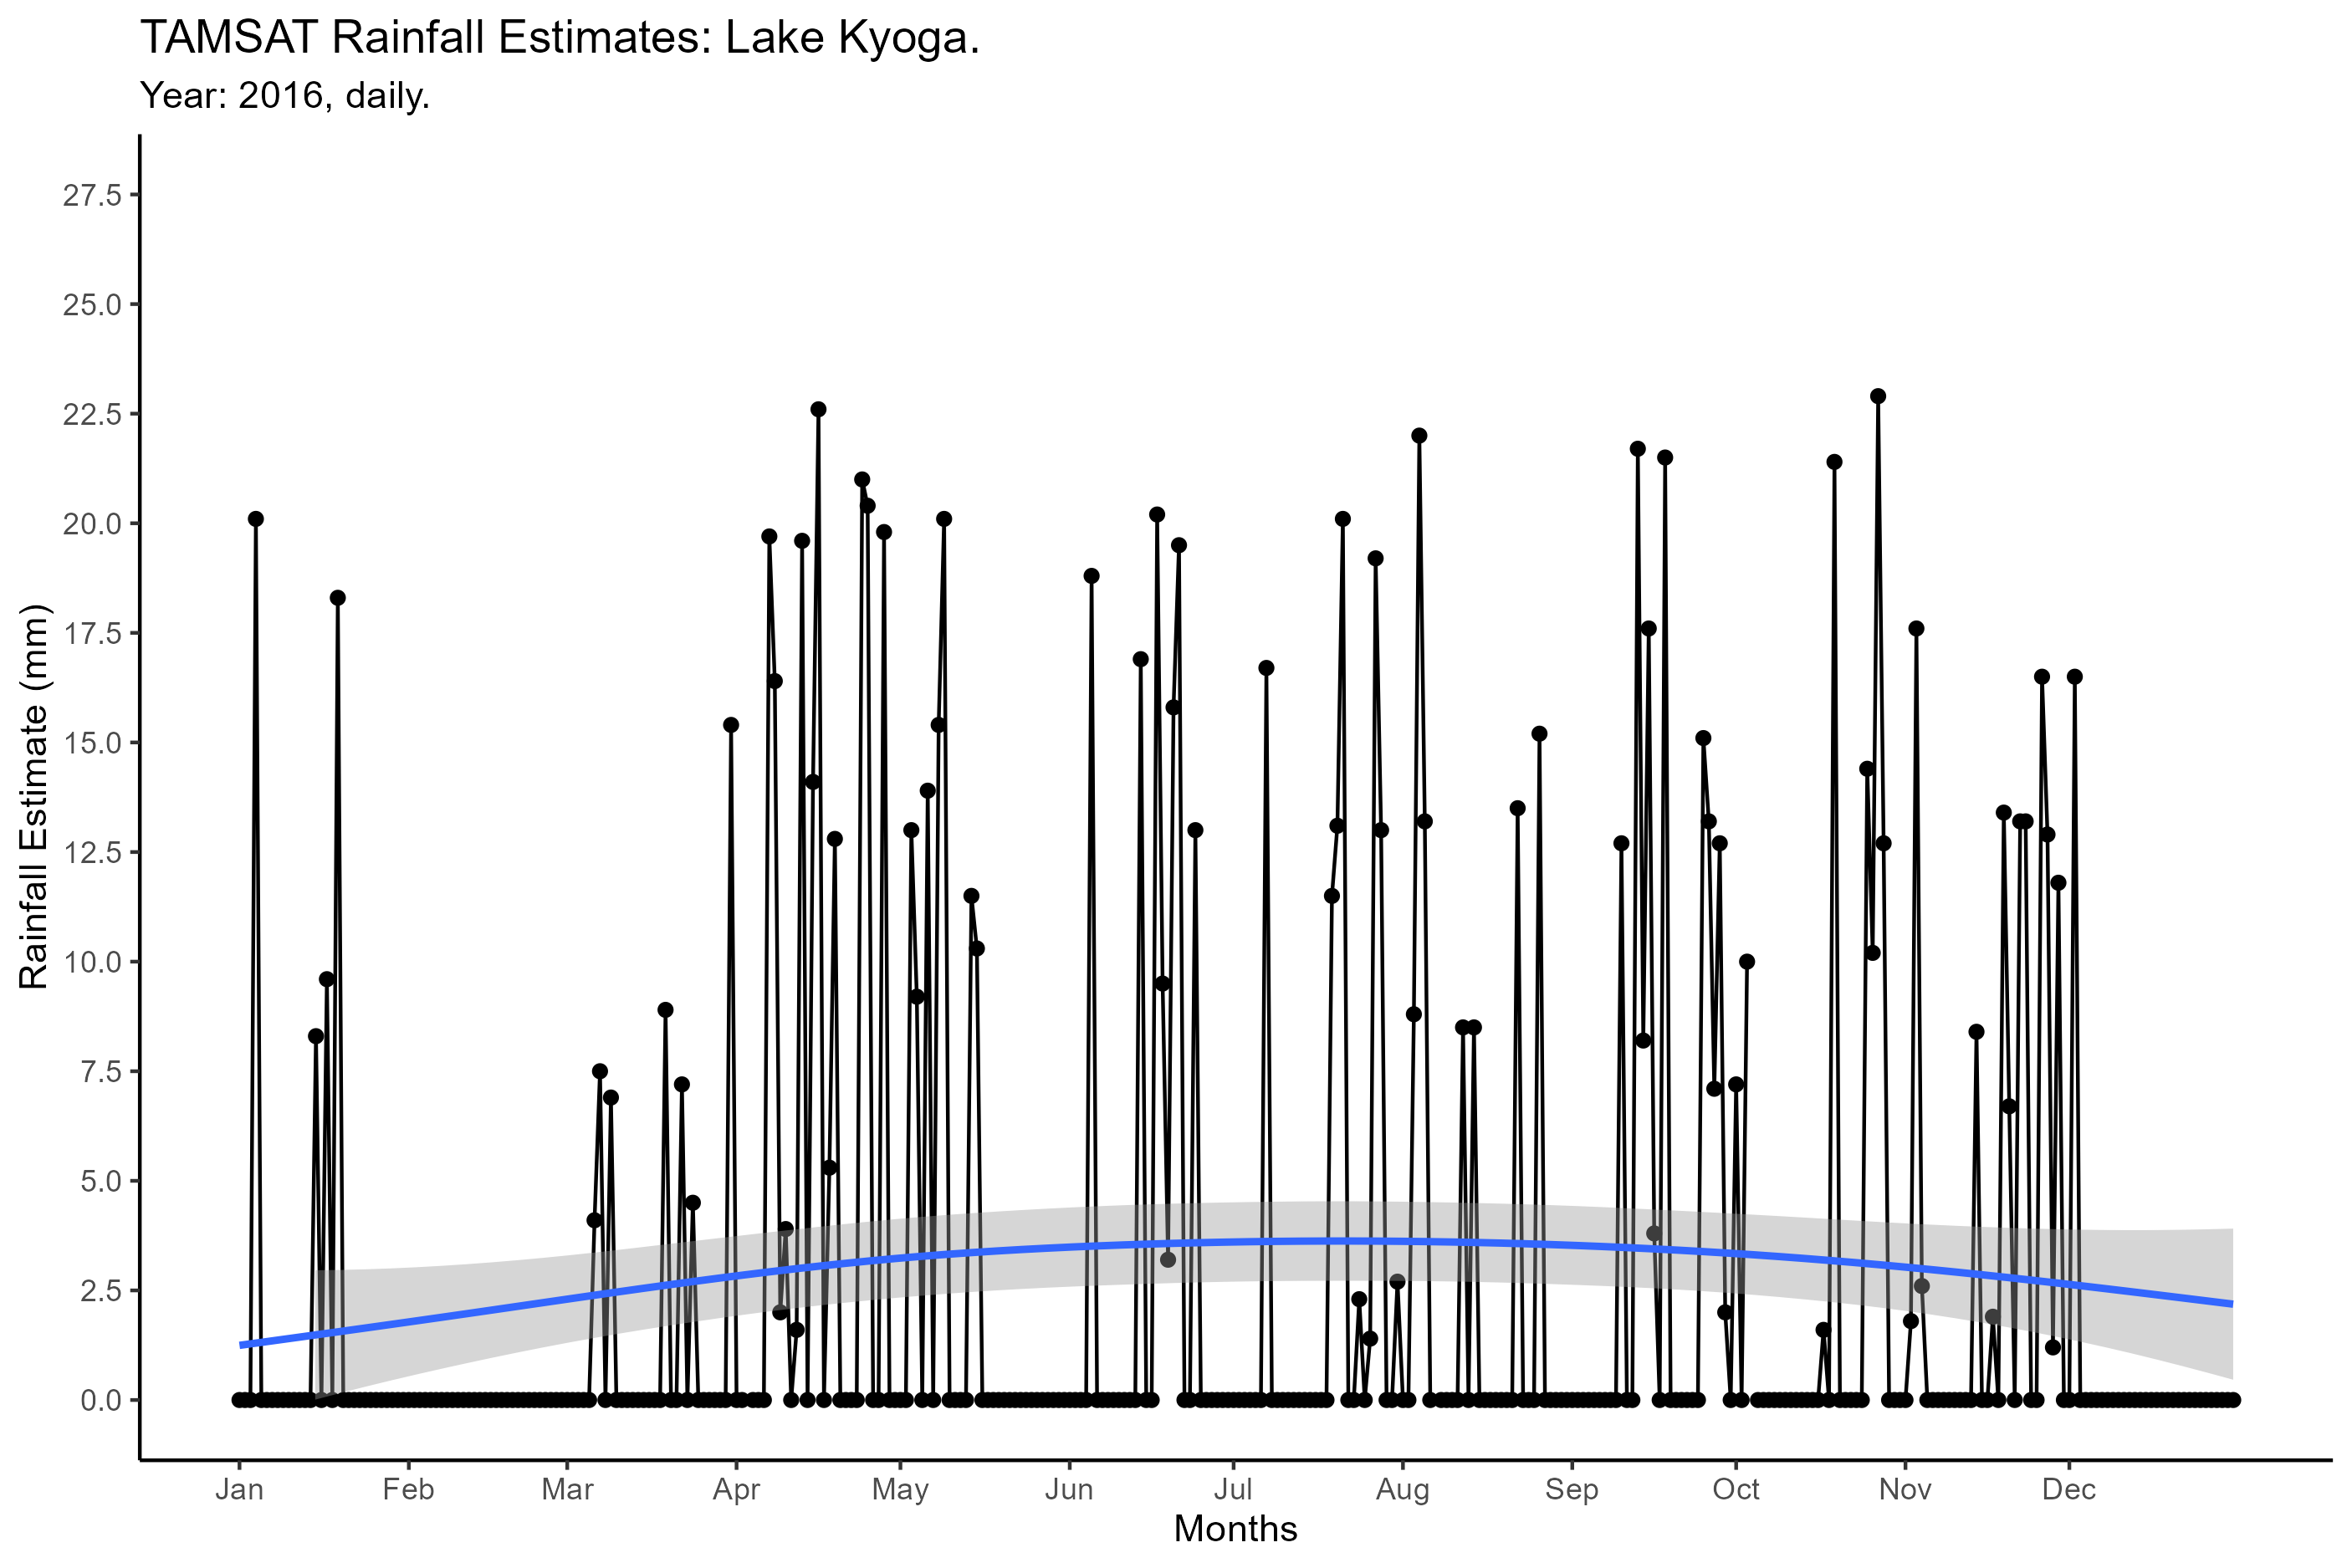 TAMSAT Rainfall Estimates: Lake Kyoga.
Year: 2016, daily.
Rainfall Estimate (mm)
27.5
25.0
22.5
20.0
17.5
15.0
12.5
10.0
7.5
5.0
2.5
0.0
Jan Feb Mar Apr May Jun Jul Aug Sep Oct Nov Dec
Months